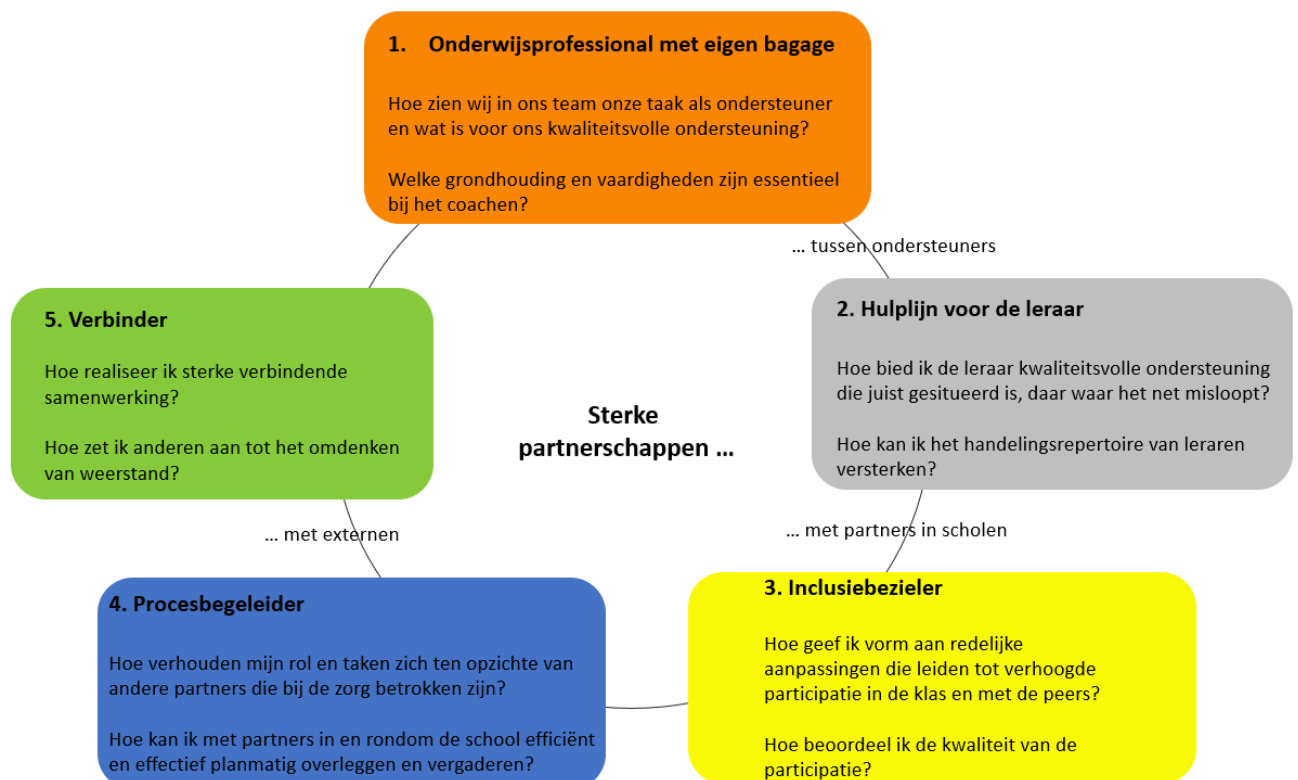 1. Onderwijsprofessional met eigen bagage
Hoe zien wij in ons team onze taak als ondersteuner
en wat is voor ons kwaliteitsvolle ondersteuning?
Welke grondhouding en vaardigheden zijn essentieel
bij het coachen?
... tussen ondersteuners
2. Hulplijn voor de leraar
Hoe bied ik de leraar kwaliteitsvolle ondersteuning
die juist gesitueerd is, daar waar het net misloopt?
Hoe kan ik het handelingsrepertoire van leraren
versterken?
... met partners in scholen
3. Inclusiebezieler
Hoe geef ik vorm aan redelijke
aanpassingen die leiden tot verhoogde
participatie in de klas en met de peers?
Hoe beoordeel ik de kwaliteit van de
participatie?
4. Procesbegeleider
Hoe verhouden mijn rol en taken zich ten opzichte van
andere partners die bij de zorg betrokken zijn?
Hoe kan ik met partners in en rondom de school efficiënt
en effectief planmatig overleggen en vergaderen?
... met externen
5. Verbinder
Hoe realiseer ik sterke verbindende
samenwerking?
Hoe zet ik anderen aan tot het omdenken
van weerstand?
Sterke
partnerschappen ...